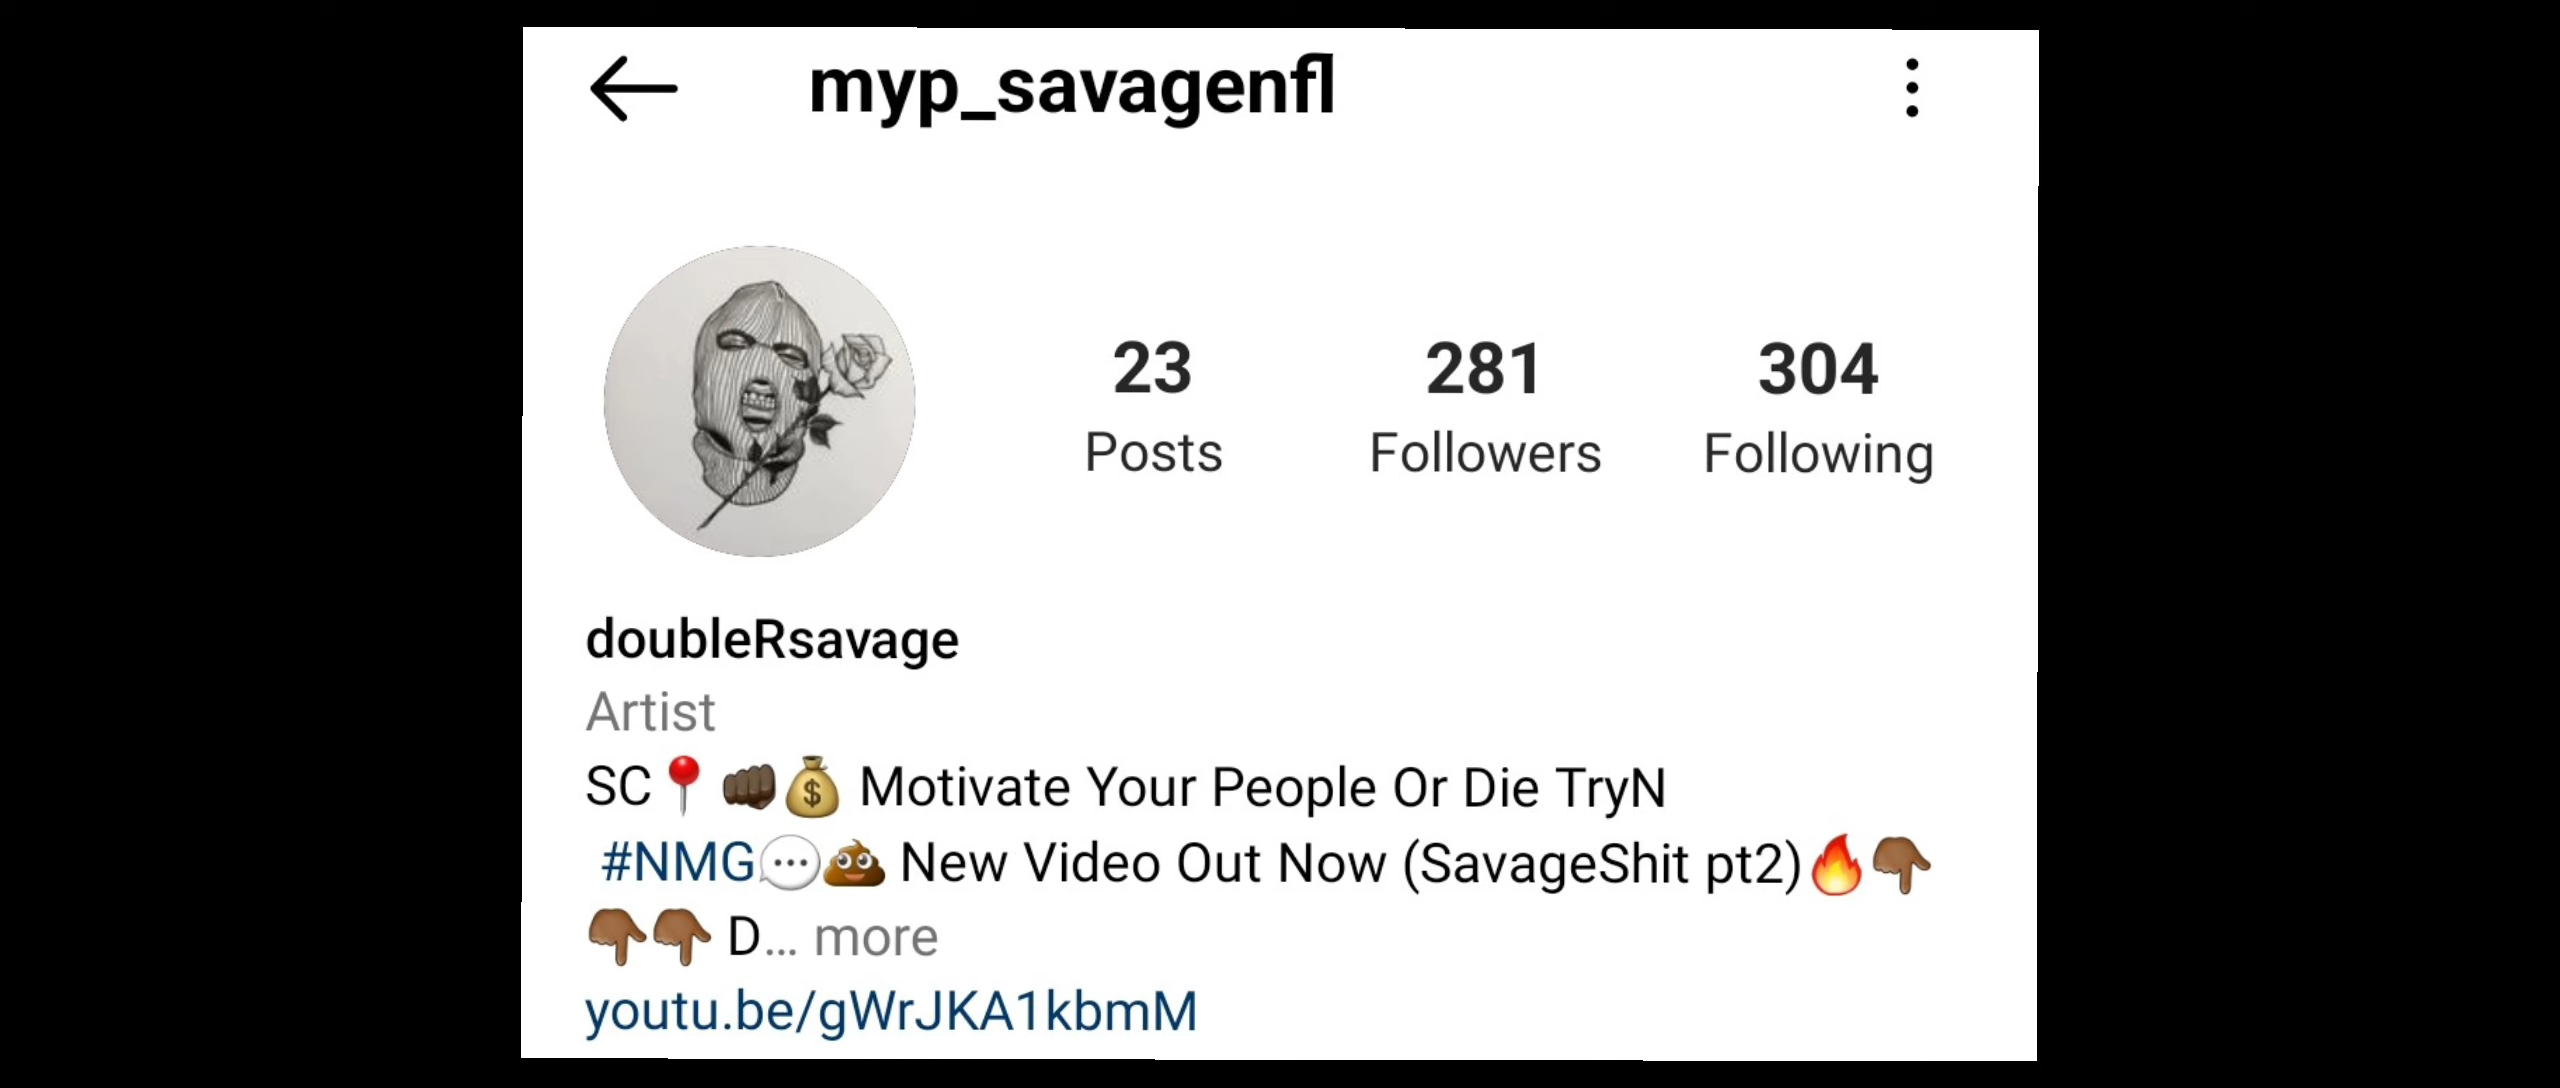 myp_savagenfl
23 281 304
Posts Followers Following
doubleRsavage
Artist
SC📍👊🏿💰 Motivate Your People Or Die TryN
#NMG💬💩 New Video Out Now (SavageShit pt2)🔥👇🏾
👇🏾👇🏾 D... more
youtu.be/gWrJKA1kbmM